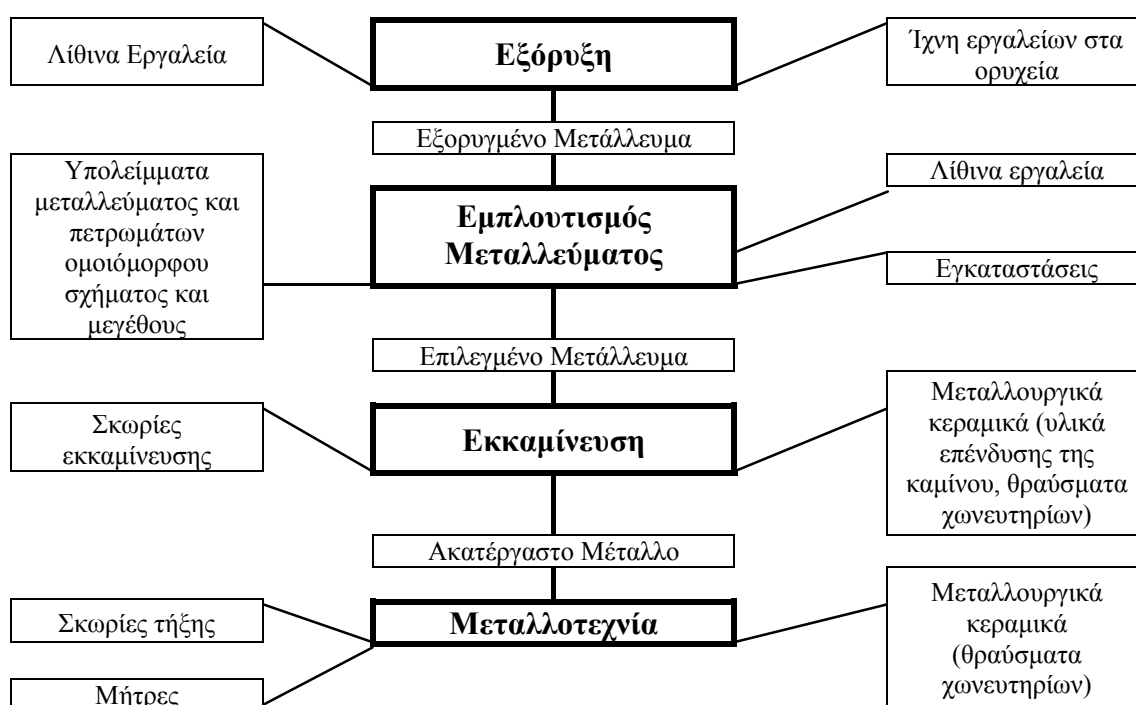 Λίθινα Εργαλεία
Εξόρυξη
Ίχνη εργαλείων στα
ορυχεία
Εξορυγμένο Μετάλλευμα
Υπολείμματα
μεταλλεύματος και
πετρωμάτων
ομοιόμορφου
σχήματος και
μεγέθους
Εμπλουτισμός
Μεταλλεύματος
Λίθινα εργαλεία
Εγκαταστάσεις
Επιλεγμένο Μετάλλευμα
Σκωρίες
εκκαμίνευσης
Εκκαμίνευση
Μεταλλουργικά
κεραμικά (υλικά
επένδυσης της
καμίνου, θραύσματα
χωνευτηρίων)
Ακατέργαστο Μέταλλο
Σκωρίες τήξης
Μεταλλοτεχνία
Μεταλλουργικά
κεραμικά
(θραύσματα
χωνευτηρίων)
Μήτρες